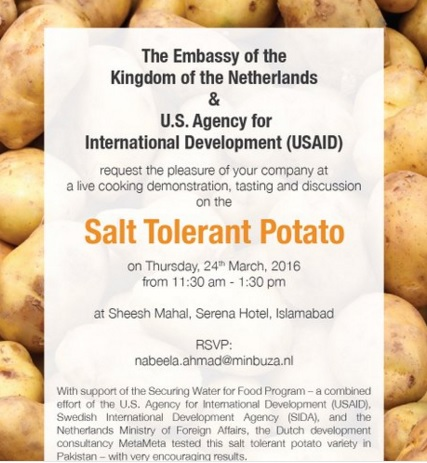 The Embassy of the
Kingdom of the Netherlands
&
U.S. Agency for
International Development (USAID)
request the pleasure of your company at
a live cooking demonstration, tasting and discussion
on the
Salt Tolerant Potato
on Thursday, 24th March, 2016
from 11:30 am - 1:30 pm
at Sheesh Mahal, Serena Hotel, Islamabad
RSVP:
nabeela.ahmad@minbuza.nl
With support of the Securing Water for Food Program – a combined
effort of the U.S. Agency for International Development (USAID),
Swedish International Development Agency (SIDA), and the
Netherlands Ministry of Foreign Affairs, the Dutch development
consultancy MetaMeta tested this salt tolerant potato variety in
Pakistan – with very encouraging results.